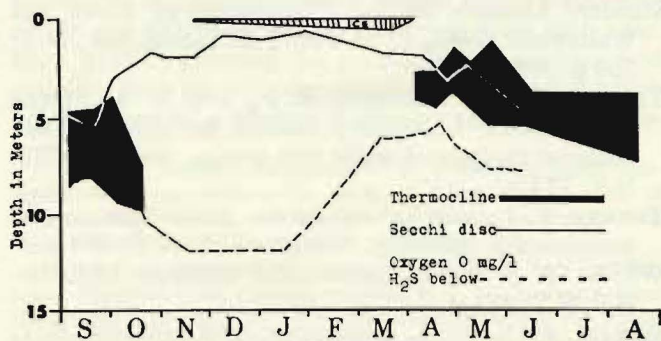 0
Ice
5
10
15
Depth in Meters
Thermocline
Secchi disc
Oxygen 0 mg/l
H2S below
S O N D J F M A M J J A